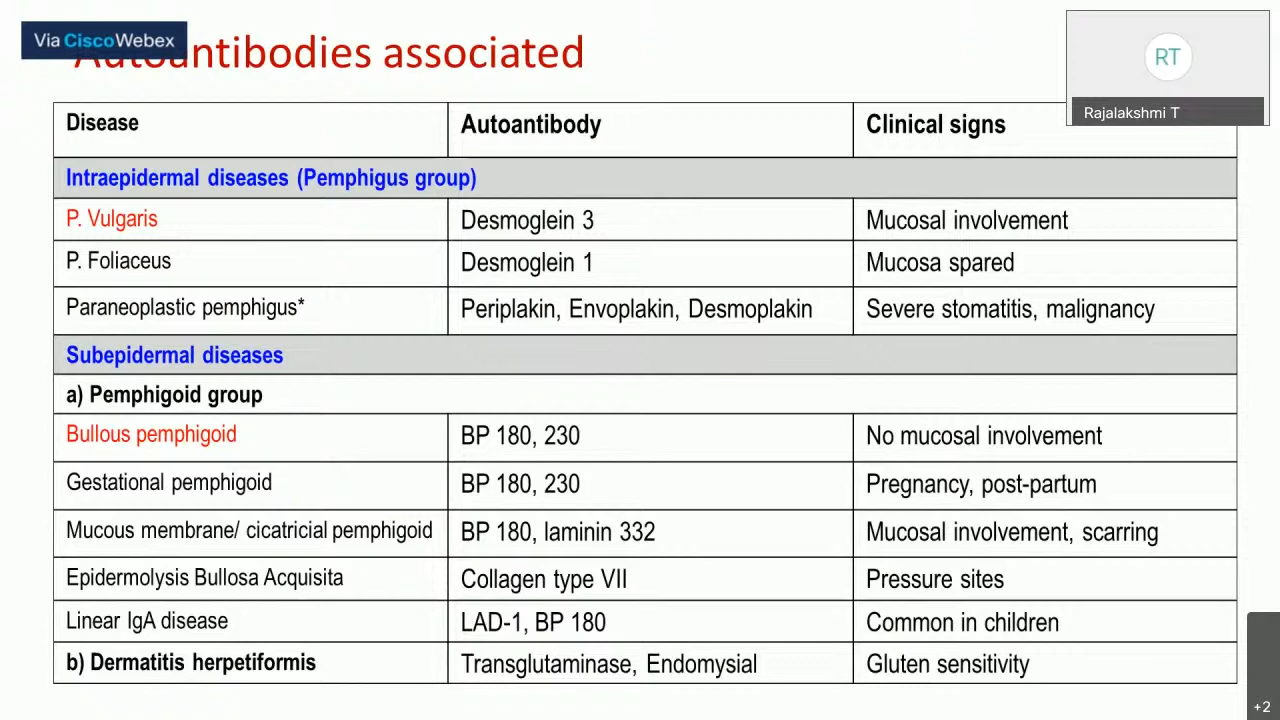 Via CiscoWebex
Autoantibodies associated
RT
Rajalakshmi T
Disease Autoantibody Clinical signs
Intraepidermal diseases (Pemphigus group)
P. Vulgaris Desmoglein 3 Mucosal involvement
P. Foliaceus Desmoglein 1 Mucosa spared
Paraneoplastic pemphigus* Periplakin, Envoplakin, Desmoplakin Severe stomatitis, malignancy
Subepidermal diseases
a) Pemphigoid group
Bullous pemphigoid BP 180, 230 No mucosal involvement
Gestational pemphigoid BP 180, 230 Pregnancy, post-partum
Mucous membrane/ cicatricial pemphigoid BP 180, laminin 332 Mucosal involvement, scarring
Epidermolysis Bullosa Acquisita Collagen type VII Pressure sites
Linear IgA disease LAD-1, BP 180 Common in children
b) Dermatitis herpetiformis Transglutaminase, Endomysial Gluten sensitivity
+2